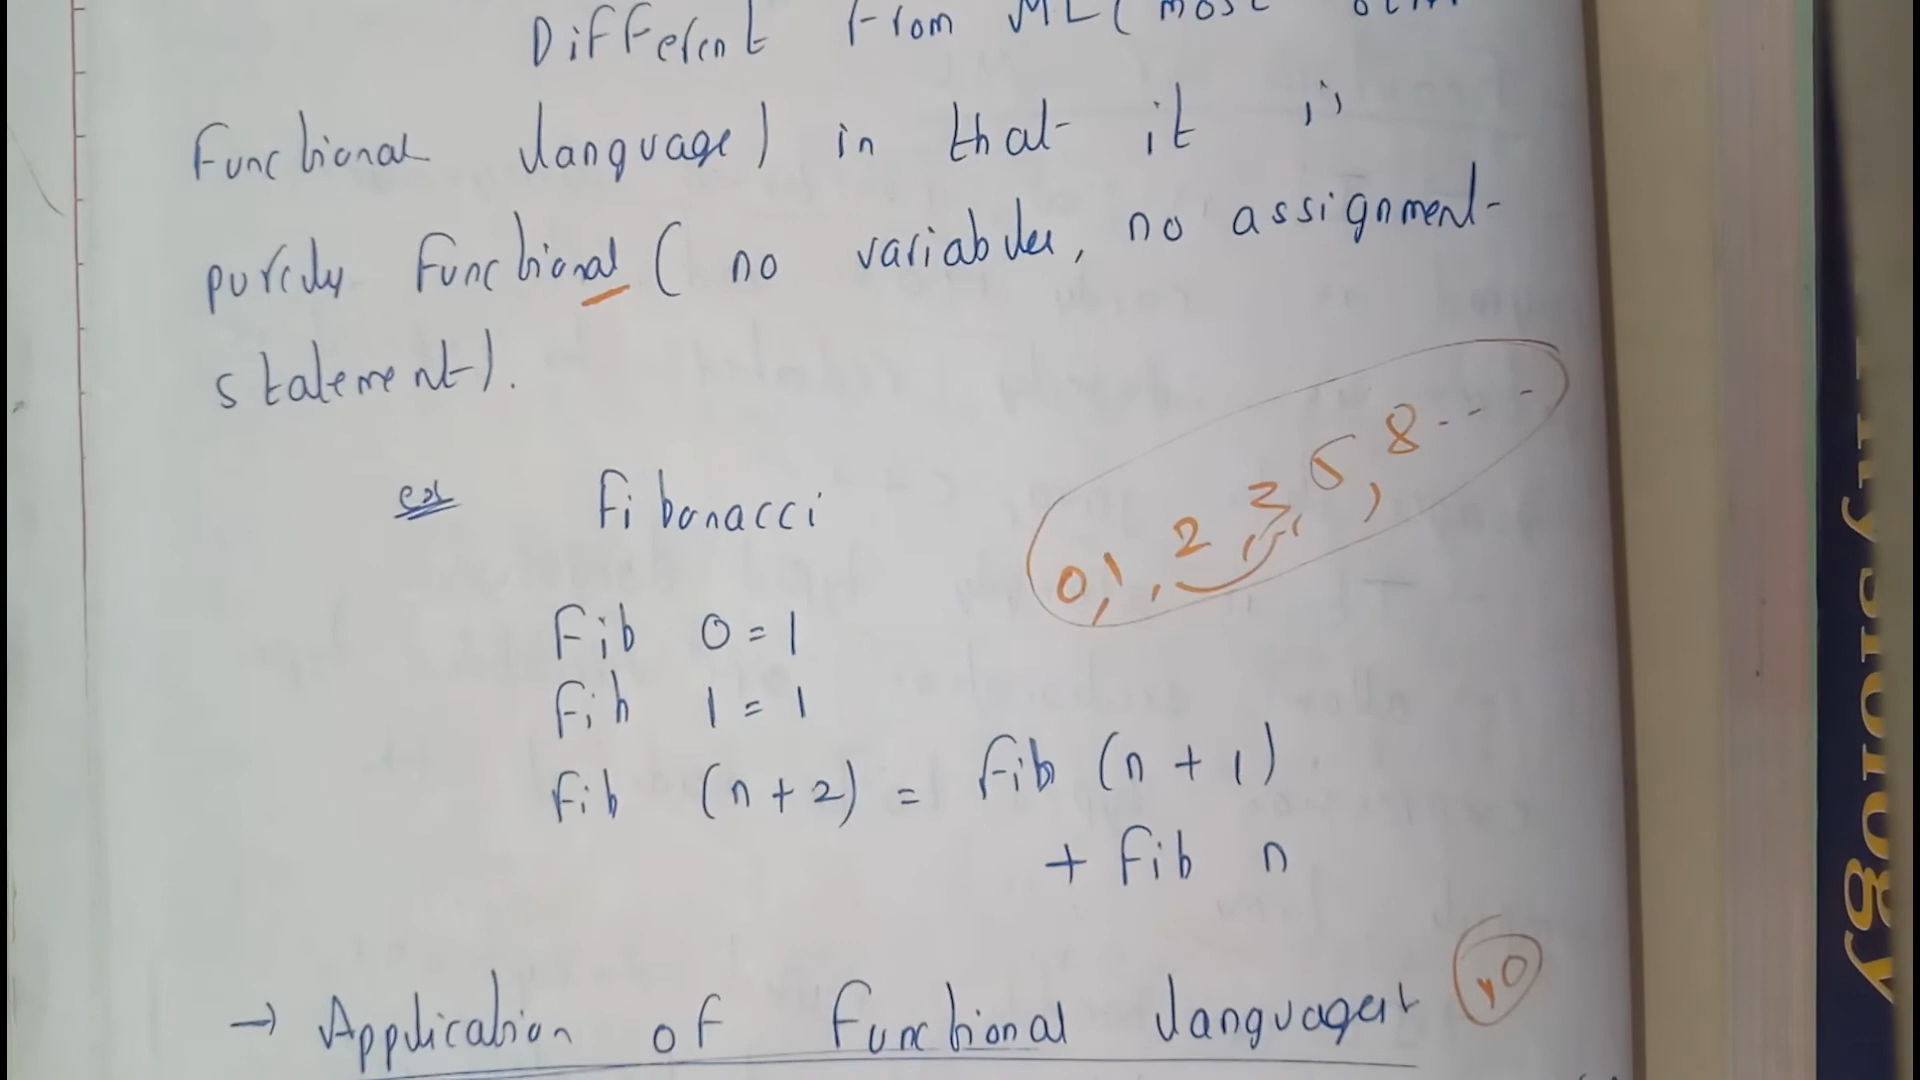 Different from ML (most
functional language) in that it is
purely functional ( no variables, no assignment
statement).
ex Fibonacci
0, 1, 2, 3, 5, 8 - - -
Fib 0 = 1
Fib 1 = 1
Fib (n + 2) = Fib (n + 1)
+ Fib n
→ Application of functional languages